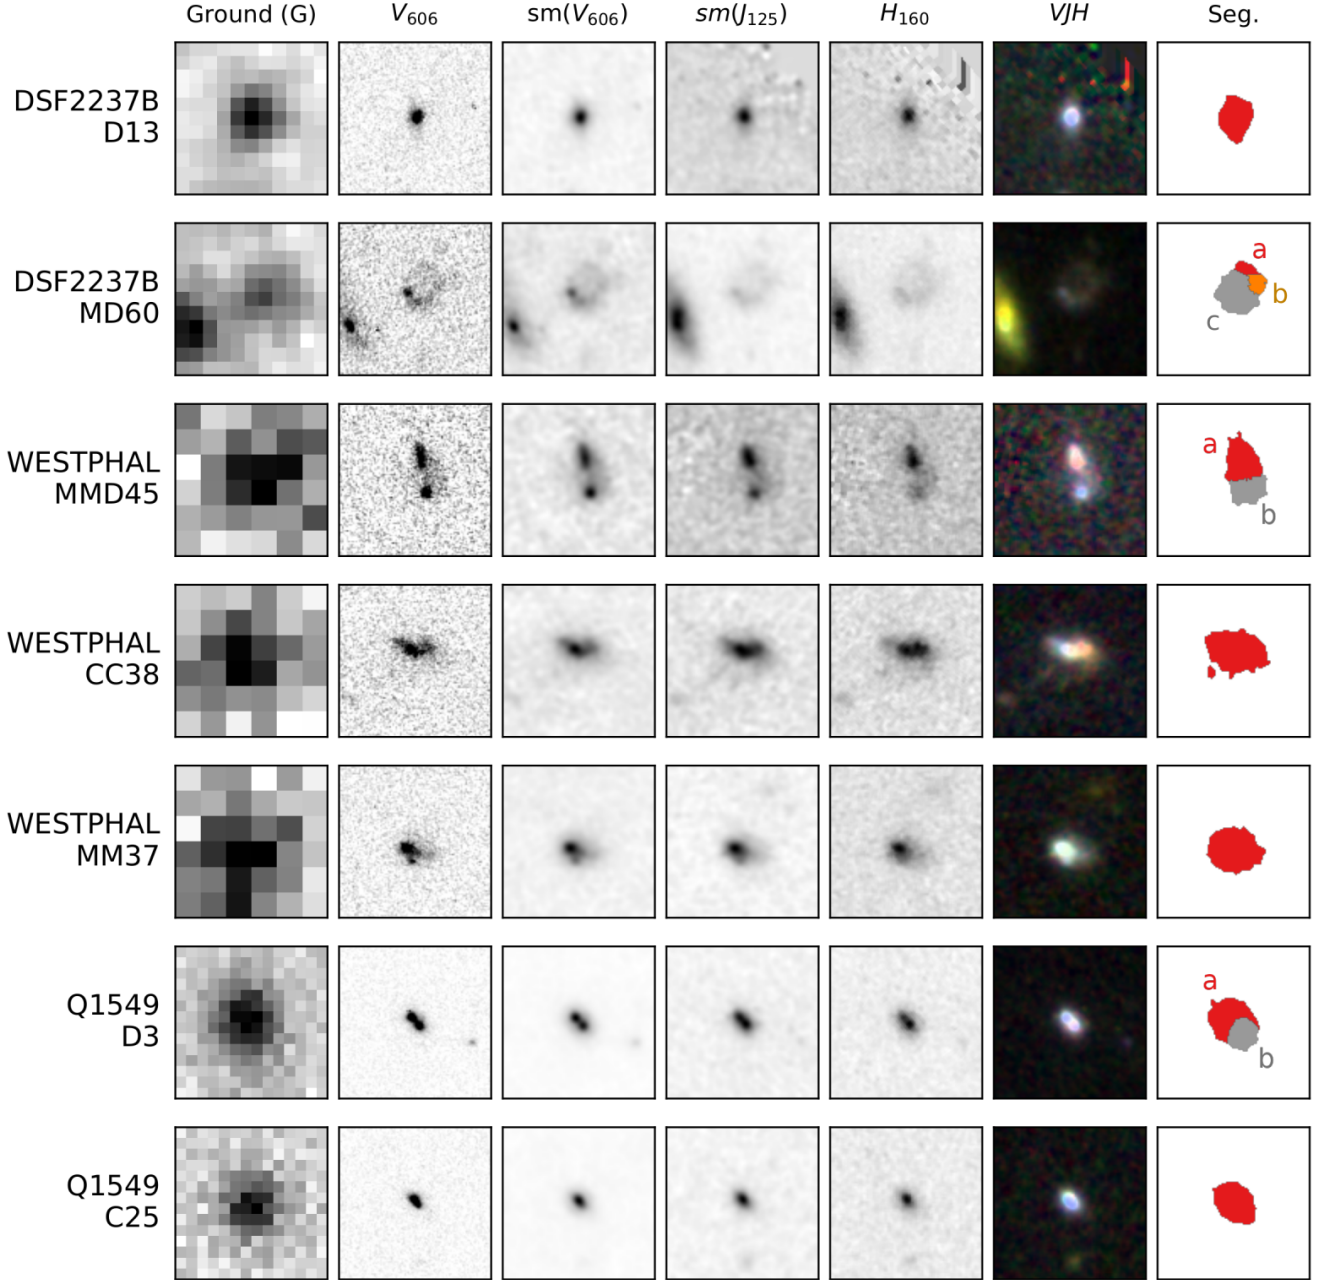 Ground (G) V606 sm(V606) sm(J125) H160 VJH Seg.
DSF2237B
D13
DSF2237B
MD60
a
b
c
WESTPHAL
MMD45
a
b
WESTPHAL
CC38
WESTPHAL
MM37
Q1549
D3
a
b
Q1549
C25